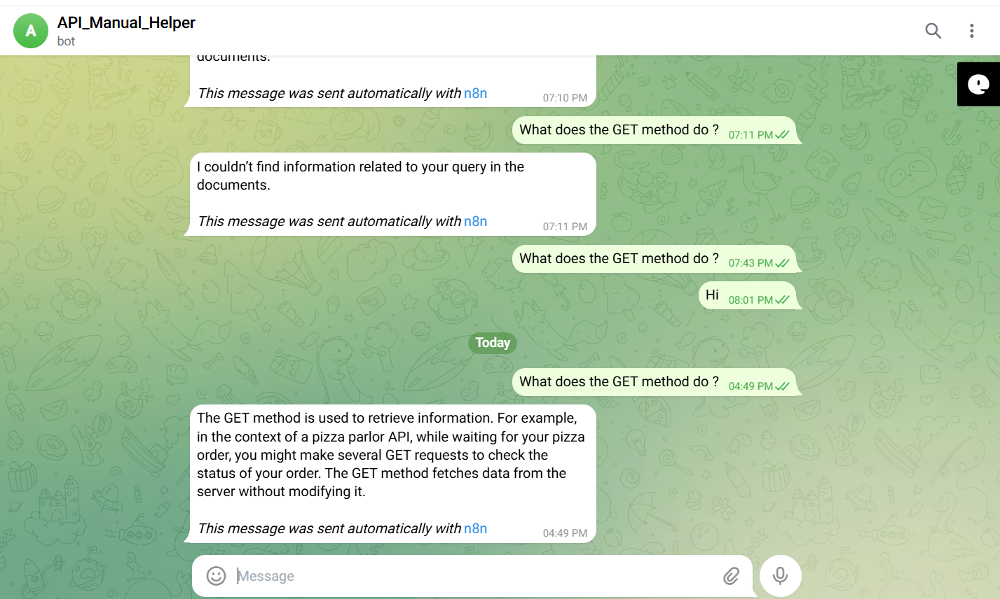 A
API_Manual_Helper
bot
documents.
This message was sent automatically with n8n
07:10 PM
What does the GET method do ?
07:11 PM
I couldn’t find information related to your query in the
documents.
This message was sent automatically with n8n
07:11 PM
What does the GET method do ?
07:43 PM
Hi
08:01 PM
Today
What does the GET method do ?
04:49 PM
The GET method is used to retrieve information. For example,
in the context of a pizza parlor API, while waiting for your pizza
order, you might make several GET requests to check the
status of your order. The GET method fetches data from the
server without modifying it.
This message was sent automatically with n8n
04:49 PM
Message